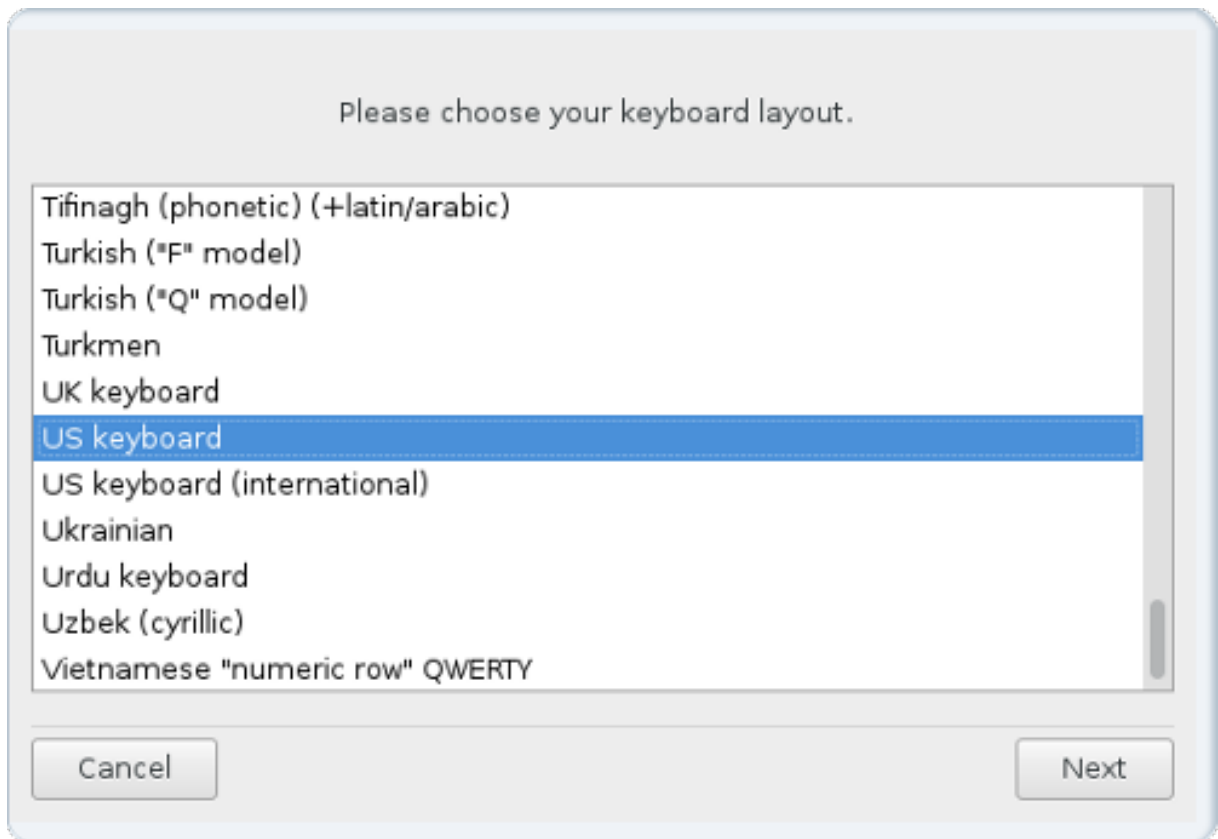 Please choose your keyboard layout.
Tifinagh (phonetic) (+latin/arabic)
Turkish ("F" model)
Turkish ("Q" model)
Turkmen
UK keyboard
US keyboard
US keyboard (international)
Ukrainian
Urdu keyboard
Uzbek (cyrillic)
Vietnamese "numeric row" QWERTY
Cancel
Next